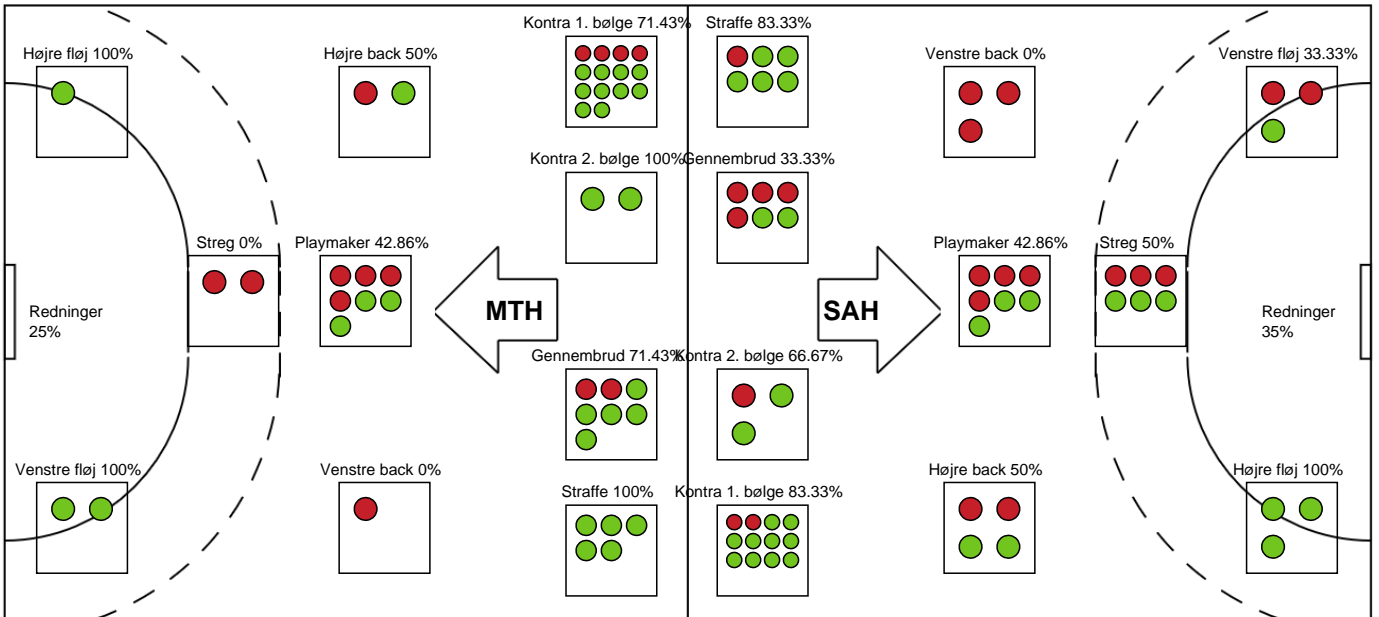 Kontra 1. bølge 71.43%
Straffe 83.33%
Højre fløj 100%
Højre back 50%
Venstre back 0%
Venstre fløj 33.33%
Kontra 2. bølge 100%
Gennembrud 33.33%
Streg 0%
Playmaker 42.86%
Playmaker 42.86%
Streg 50%
Redninger
25%
MTH
SAH
Redninger
35%
Gennembrud 71.43%
Kontra 2. bølge 66.67%
Venstre fløj 100%
Venstre back 0%
Højre back 50%
Højre fløj 100%
Straffe 100%
Kontra 1. bølge 83.33%